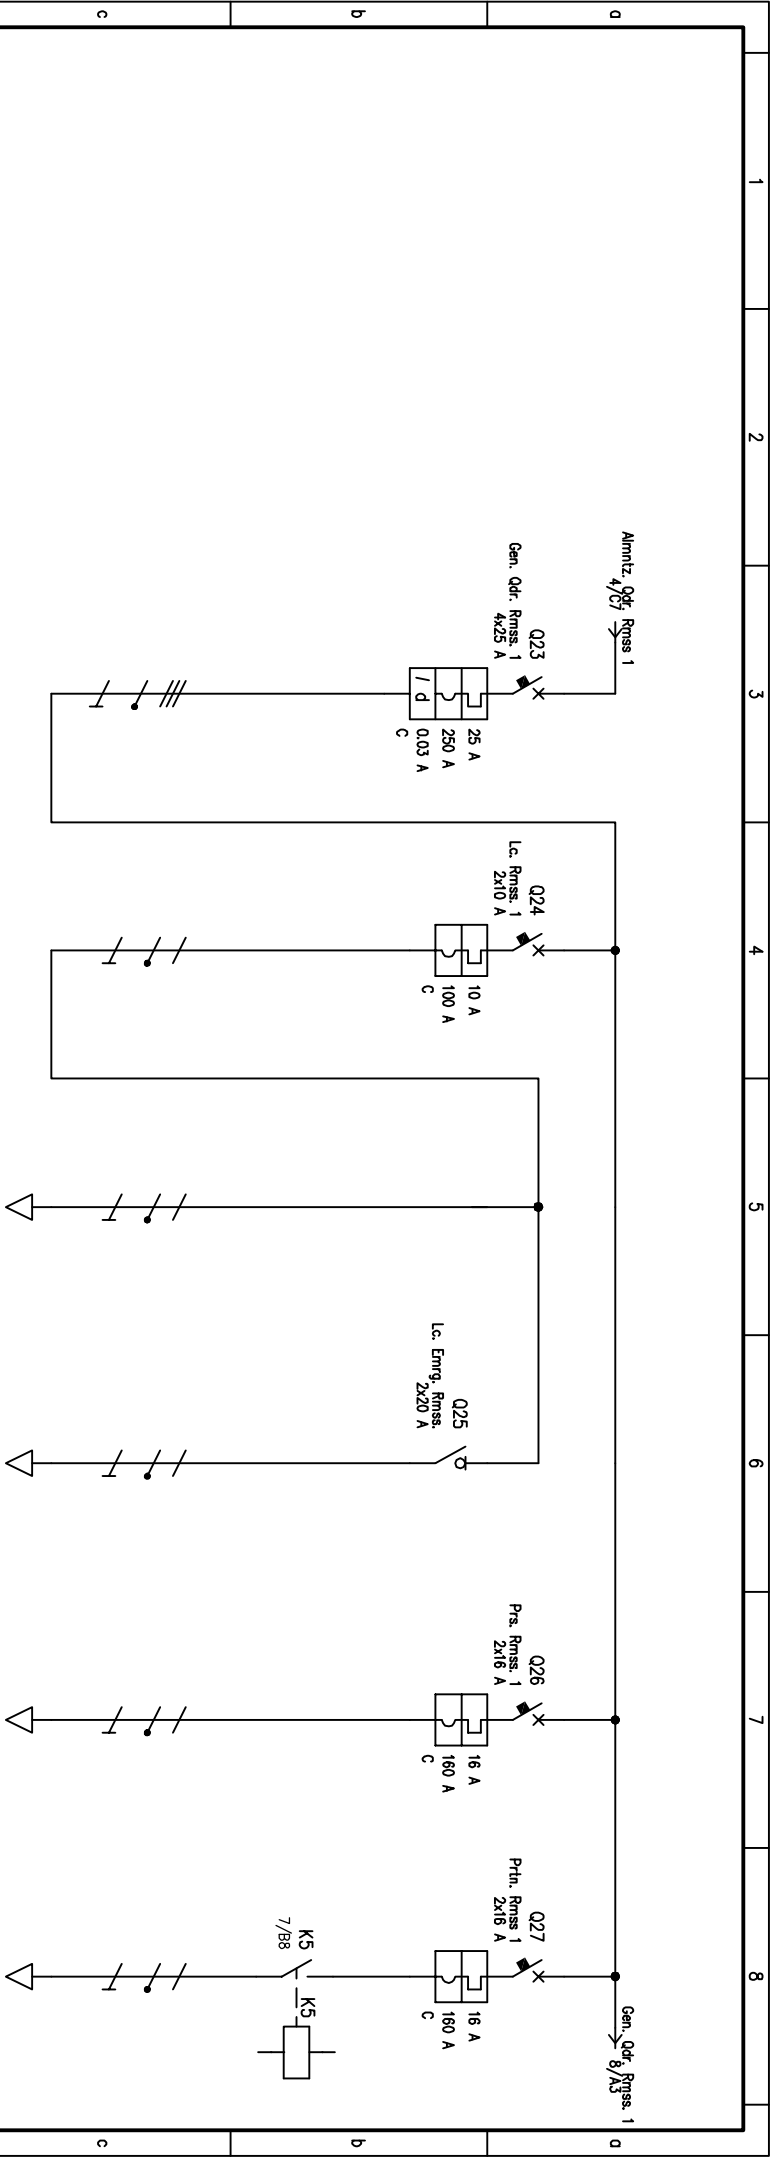 1
2
3
4
5
6
7
8
a
a
b
b
c
c
Almntz. Qdr. Rmss 1
4/C7
Q23
Gen. Qdr. Rmss. 1
4x25 A
25 A
250 A
I d
0.03 A
C
Q24
Lc. Rmss. 1
2x10 A
10 A
100 A
C
Q25
Lc. Emrg. Rmss.
2x20 A
Q26
Prs. Rmss. 1
2x16 A
16 A
160 A
C
Q27
Prtn. Rmss 1
2x16 A
16 A
160 A
C
K5
7/B8
K5
Gen. Qdr. Rmss. 1
8/A3